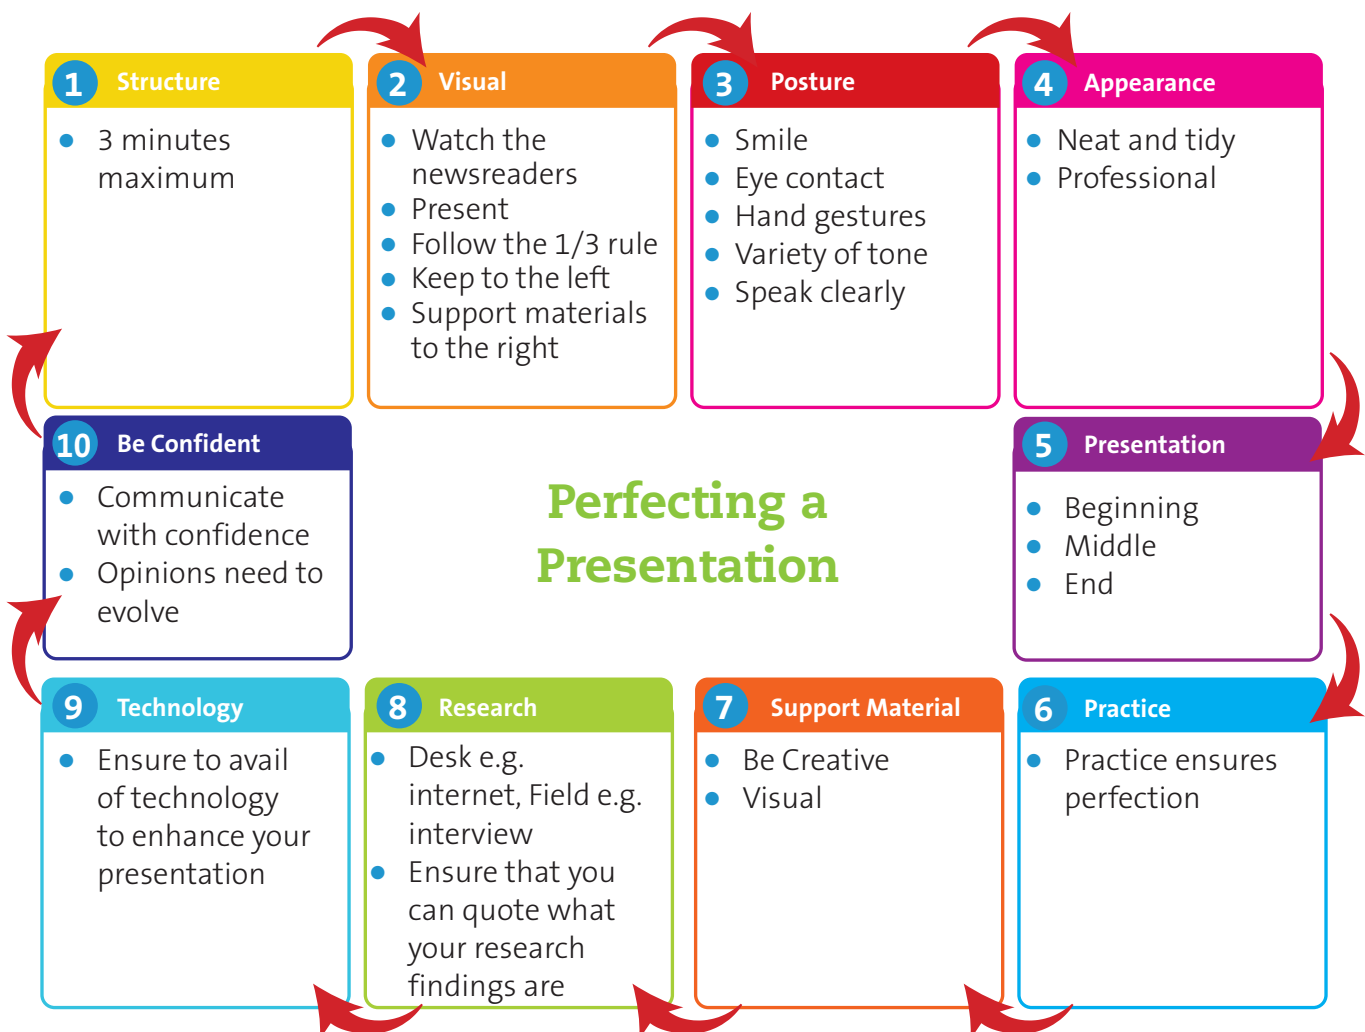 1 Structure
• 3 minutes
maximum
2 Visual
• Watch the
newsreaders
• Present
• Follow the 1/3 rule
• Keep to the left
• Support materials
to the right
3 Posture
• Smile
• Eye contact
• Hand gestures
• Variety of tone
• Speak clearly
4 Appearance
• Neat and tidy
• Professional
Perfecting a
Presentation
5 Presentation
• Beginning
• Middle
• End
6 Practice
• Practice ensures
perfection
7 Support Material
• Be Creative
• Visual
8 Research
• Desk e.g.
internet, Field e.g.
interview
• Ensure that you
can quote what
your research
findings are
9 Technology
• Ensure to avail
of technology
to enhance your
presentation
10 Be Confident
• Communicate
with confidence
• Opinions need to
evolve